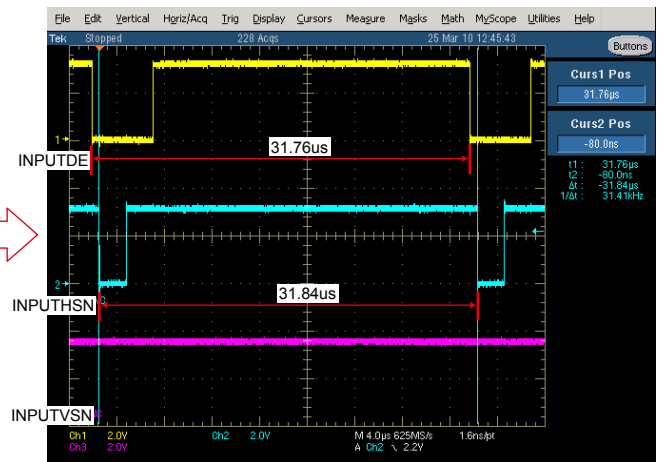 File Edit Vertical Horiz/Acq Trig Display Cursors Measure Masks Math MyScope Utilities Help
Tek Stopped 228 Acqs 25 Mar 10 12:45:43
Buttons
Curs1 Pos
31.76µs
Curs2 Pos
-80.0ns
t1 : 31.76µs
t2 : -80.0ns
Δt : -31.84µs
1/Δt : 31.41kHz
1
31.76us
INPUTDE
2
31.84us
INPUTHSN
INPUTVSN
Ch1 2.0V Ch2 2.0V M 4.0µs 625MS/s 1.6ns/pt
Ch3 2.0V A Ch2 2.2V